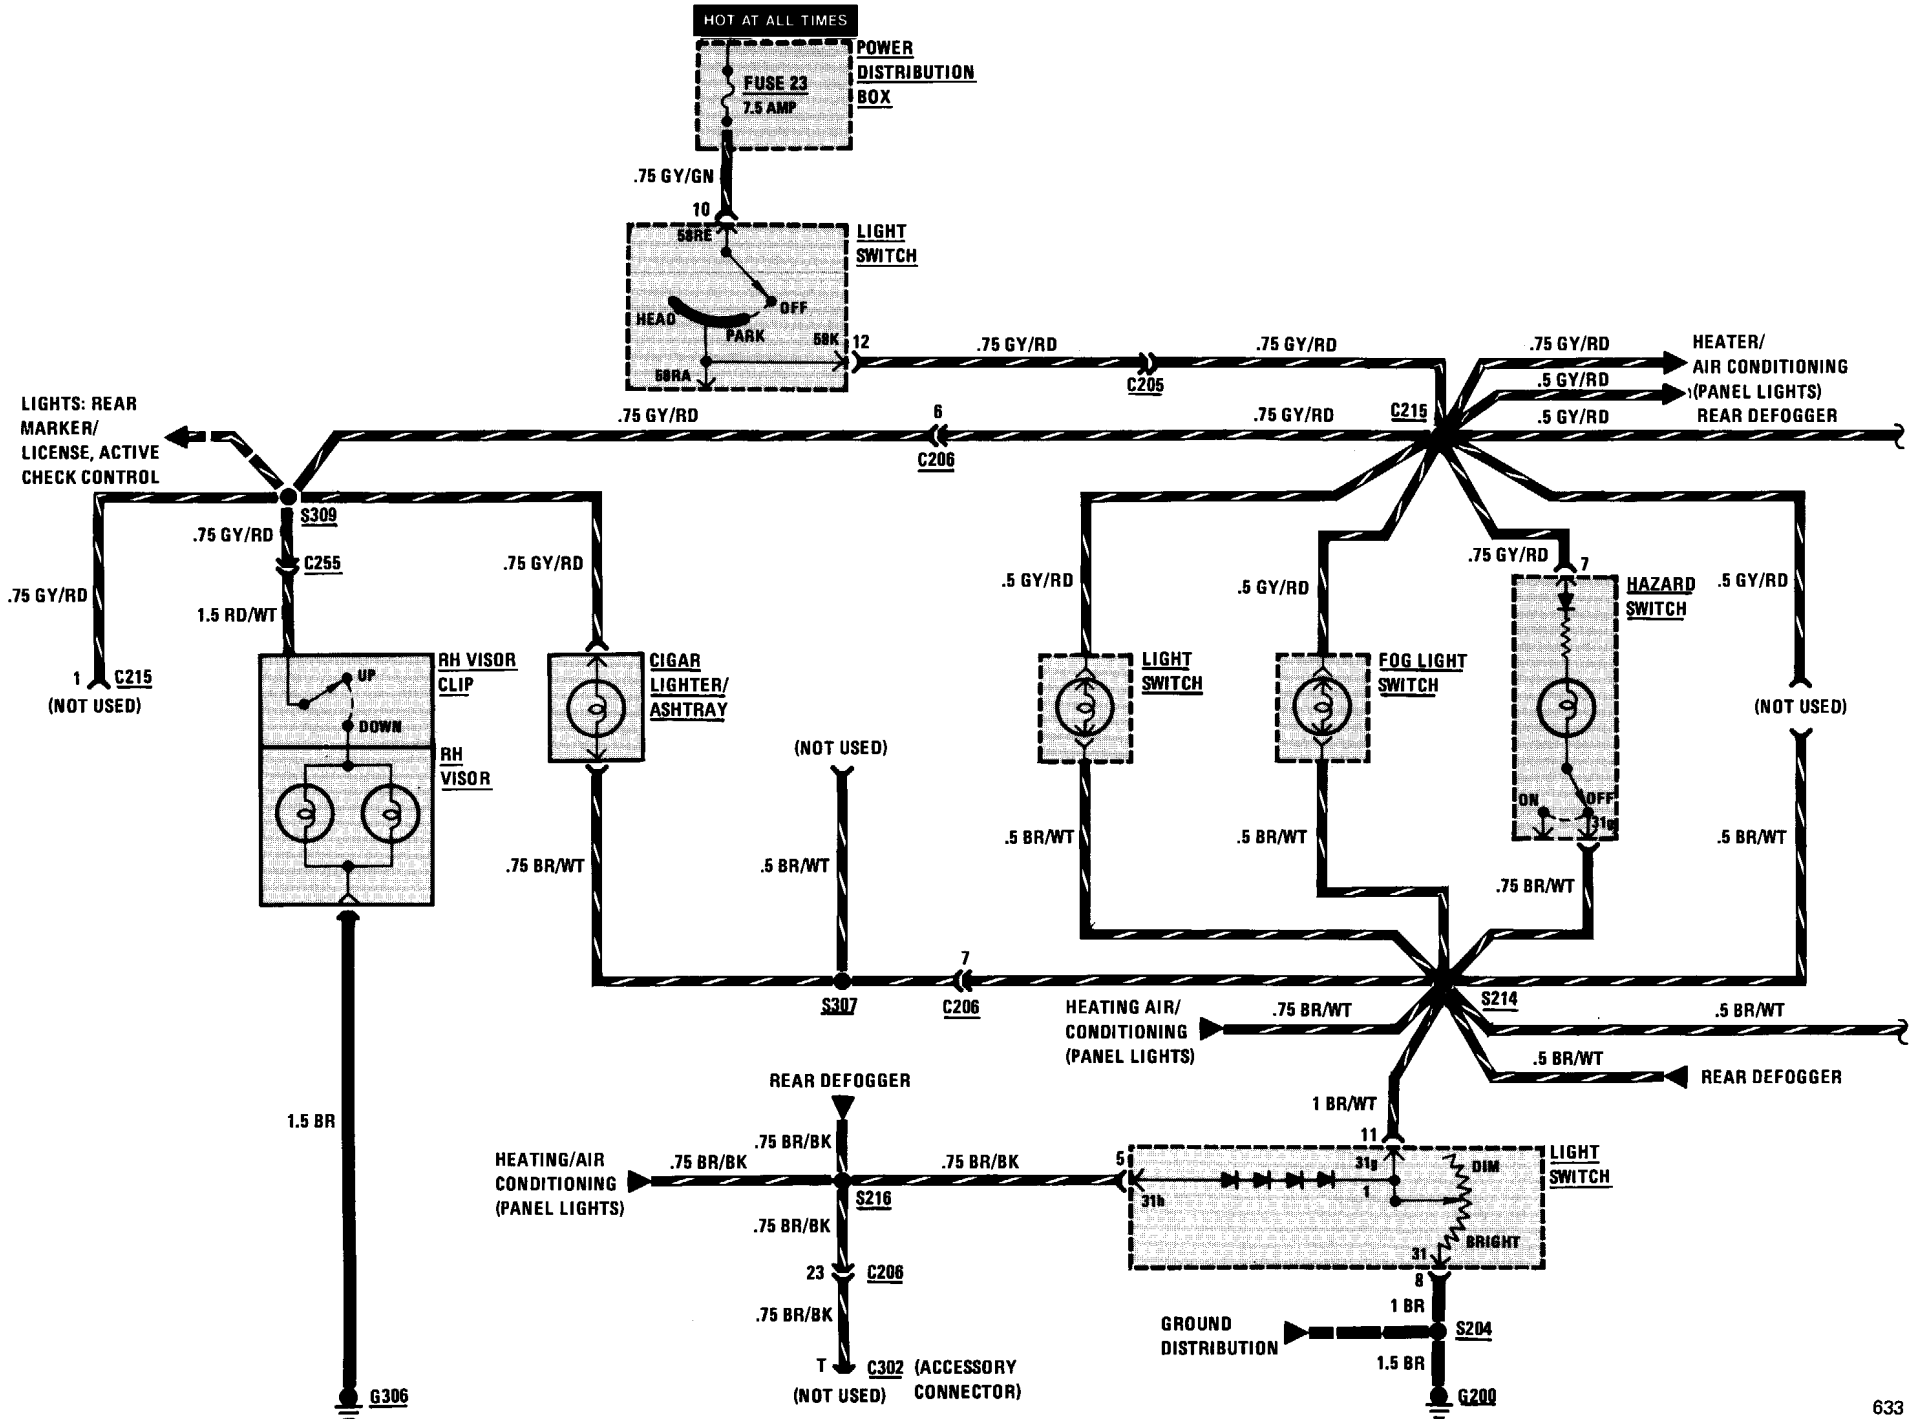 HOT AT ALL TIMES
POWER
DISTRIBUTION
BOX
FUSE 23
7.5 AMP
.75 GY/GN
10
58RE
LIGHT
SWITCH
OFF
HEAD
PARK
58K
12
58RA
.75 GY/RD
C205
.75 GY/RD
.75 GY/RD
HEATER/
AIR CONDITIONING
(PANEL LIGHTS)
.5 GY/RD
REAR DEFOGGER
.5 GY/RD
C215
LIGHTS: REAR
MARKER/
LICENSE, ACTIVE
CHECK CONTROL
.75 GY/RD
6
C206
.75 GY/RD
S309
.75 GY/RD
C255
1.5 RD/WT
.75 GY/RD
1
C215
(NOT USED)
.75 GY/RD
RH VISOR
CLIP
UP
DOWN
RH
VISOR
CIGAR
LIGHTER/
ASHTRAY
.5 GY/RD
LIGHT
SWITCH
.5 GY/RD
FOG LIGHT
SWITCH
.75 GY/RD
7
HAZARD
SWITCH
ON
OFF
31g
.5 GY/RD
(NOT USED)
(NOT USED)
.75 BR/WT
.5 BR/WT
.5 BR/WT
.5 BR/WT
.75 BR/WT
.5 BR/WT
S307
7
C206
S214
HEATING AIR/
CONDITIONING
(PANEL LIGHTS)
.75 BR/WT
.5 BR/WT
.5 BR/WT
REAR DEFOGGER
1 BR/WT
1.5 BR
REAR DEFOGGER
.75 BR/BK
HEATING/AIR
CONDITIONING
(PANEL LIGHTS)
.75 BR/BK
.75 BR/BK
S216
.75 BR/BK
23
C206
.75 BR/BK
T
C302
(ACCESSORY
CONNECTOR)
(NOT USED)
5
31h
11
31g
1
DIM
BRIGHT
31
LIGHT
SWITCH
8
1 BR
GROUND
DISTRIBUTION
S204
1.5 BR
G200
G306
633